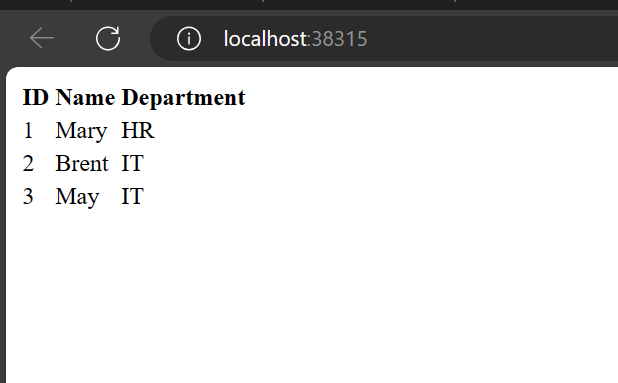 localhost:38315
ID Name Department
1 Mary HR
2 Brent IT
3 May IT